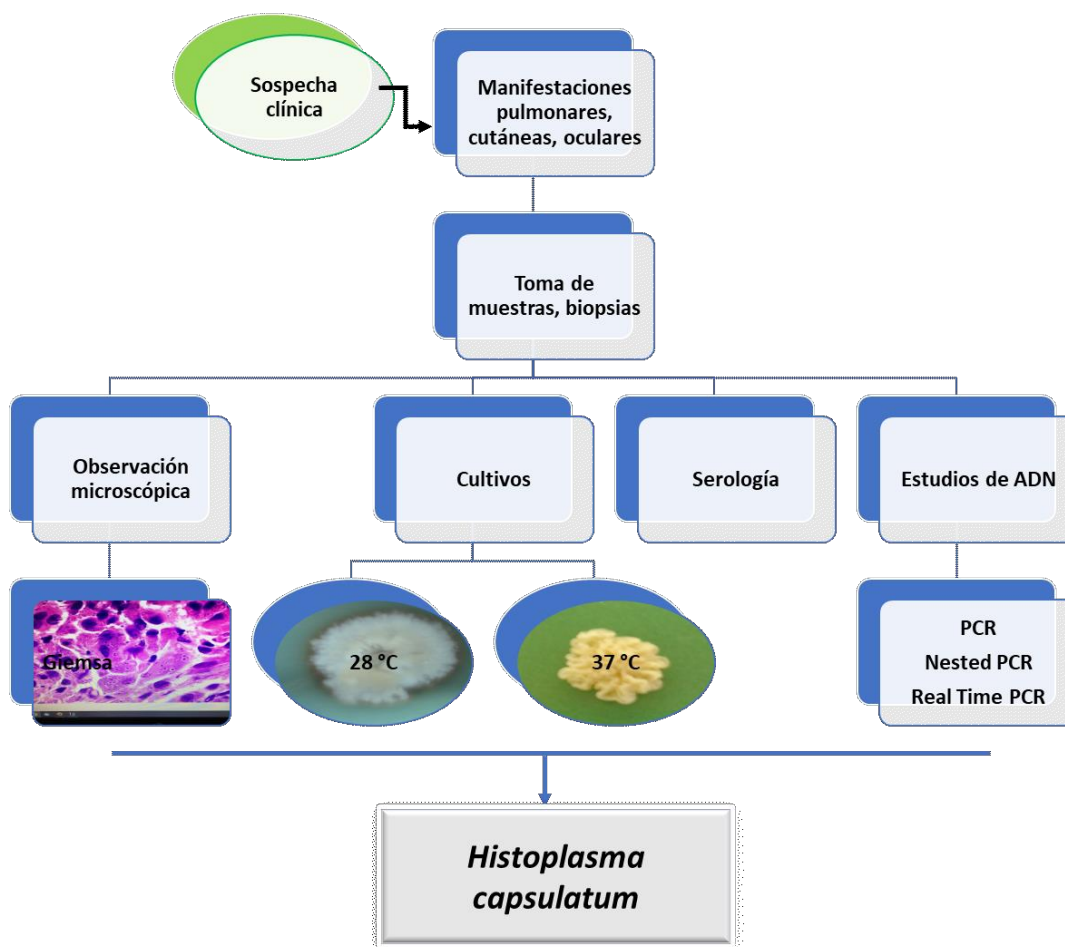 Sospecha
clínica
Manifestaciones
pulmonares,
cutáneas, oculares
Toma de
muestras, biopsias
Observación
microscópica
Cultivos
Serología
Estudios de ADN
Giemsa
28 °C
37 °C
PCR
Nested PCR
Real Time PCR
Histoplasma
capsulatum